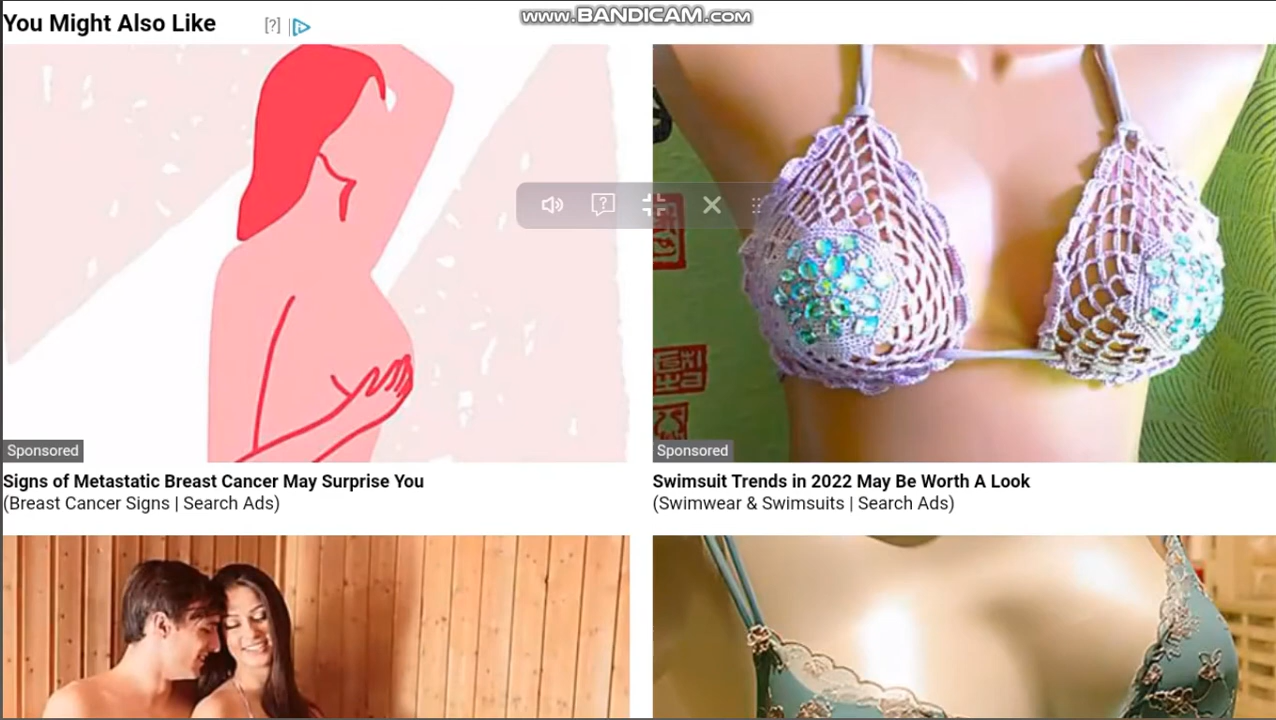 www.BANDICAM.com
You Might Also Like
[?]
Sponsored
Signs of Metastatic Breast Cancer May Surprise You
(Breast Cancer Signs | Search Ads)
Sponsored
Swimsuit Trends in 2022 May Be Worth A Look
(Swimwear & Swimsuits | Search Ads)